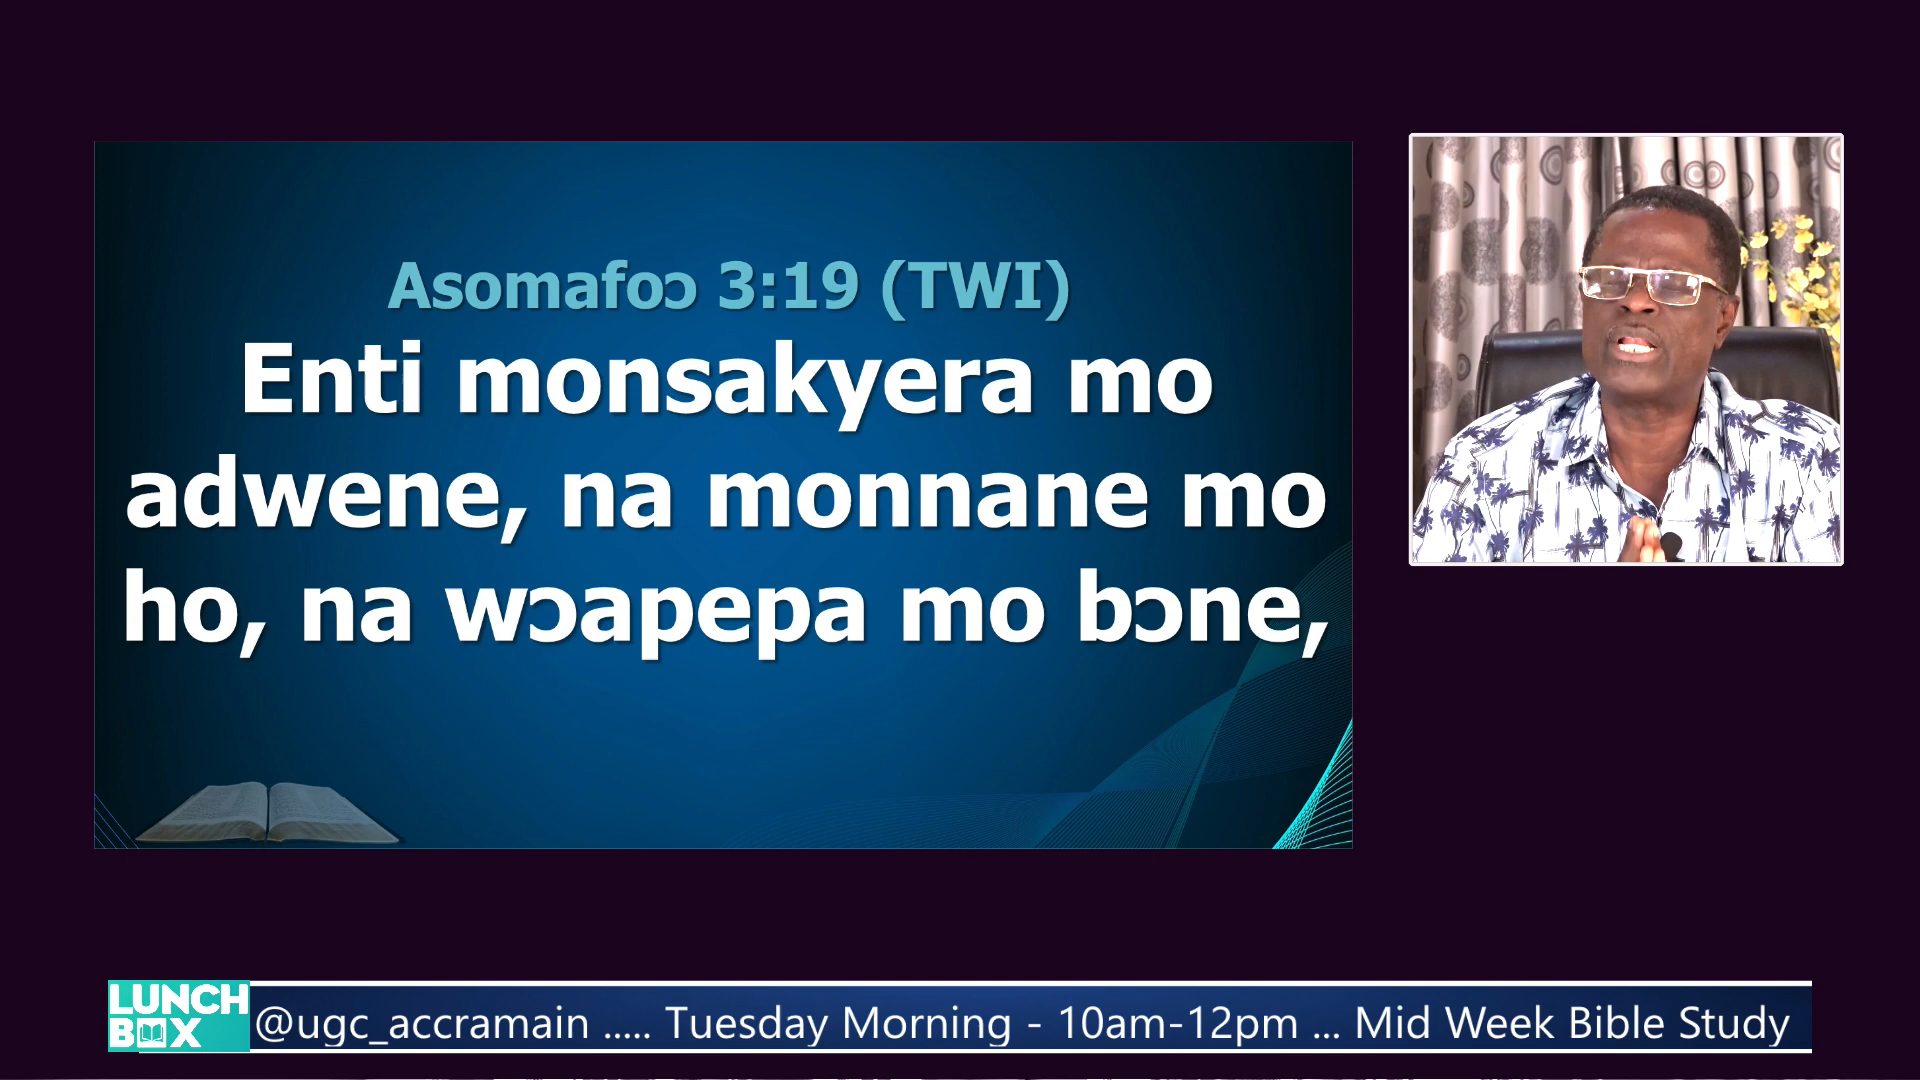 Asomafoɔ 3:19 (TWI)
Enti monsakyera mo
adwene, na monnane mo
ho, na wɔapepa mo bɔne,
LUNCH
BOX
@ugc_accramain ..... Tuesday Morning - 10am-12pm ... Mid Week Bible Study